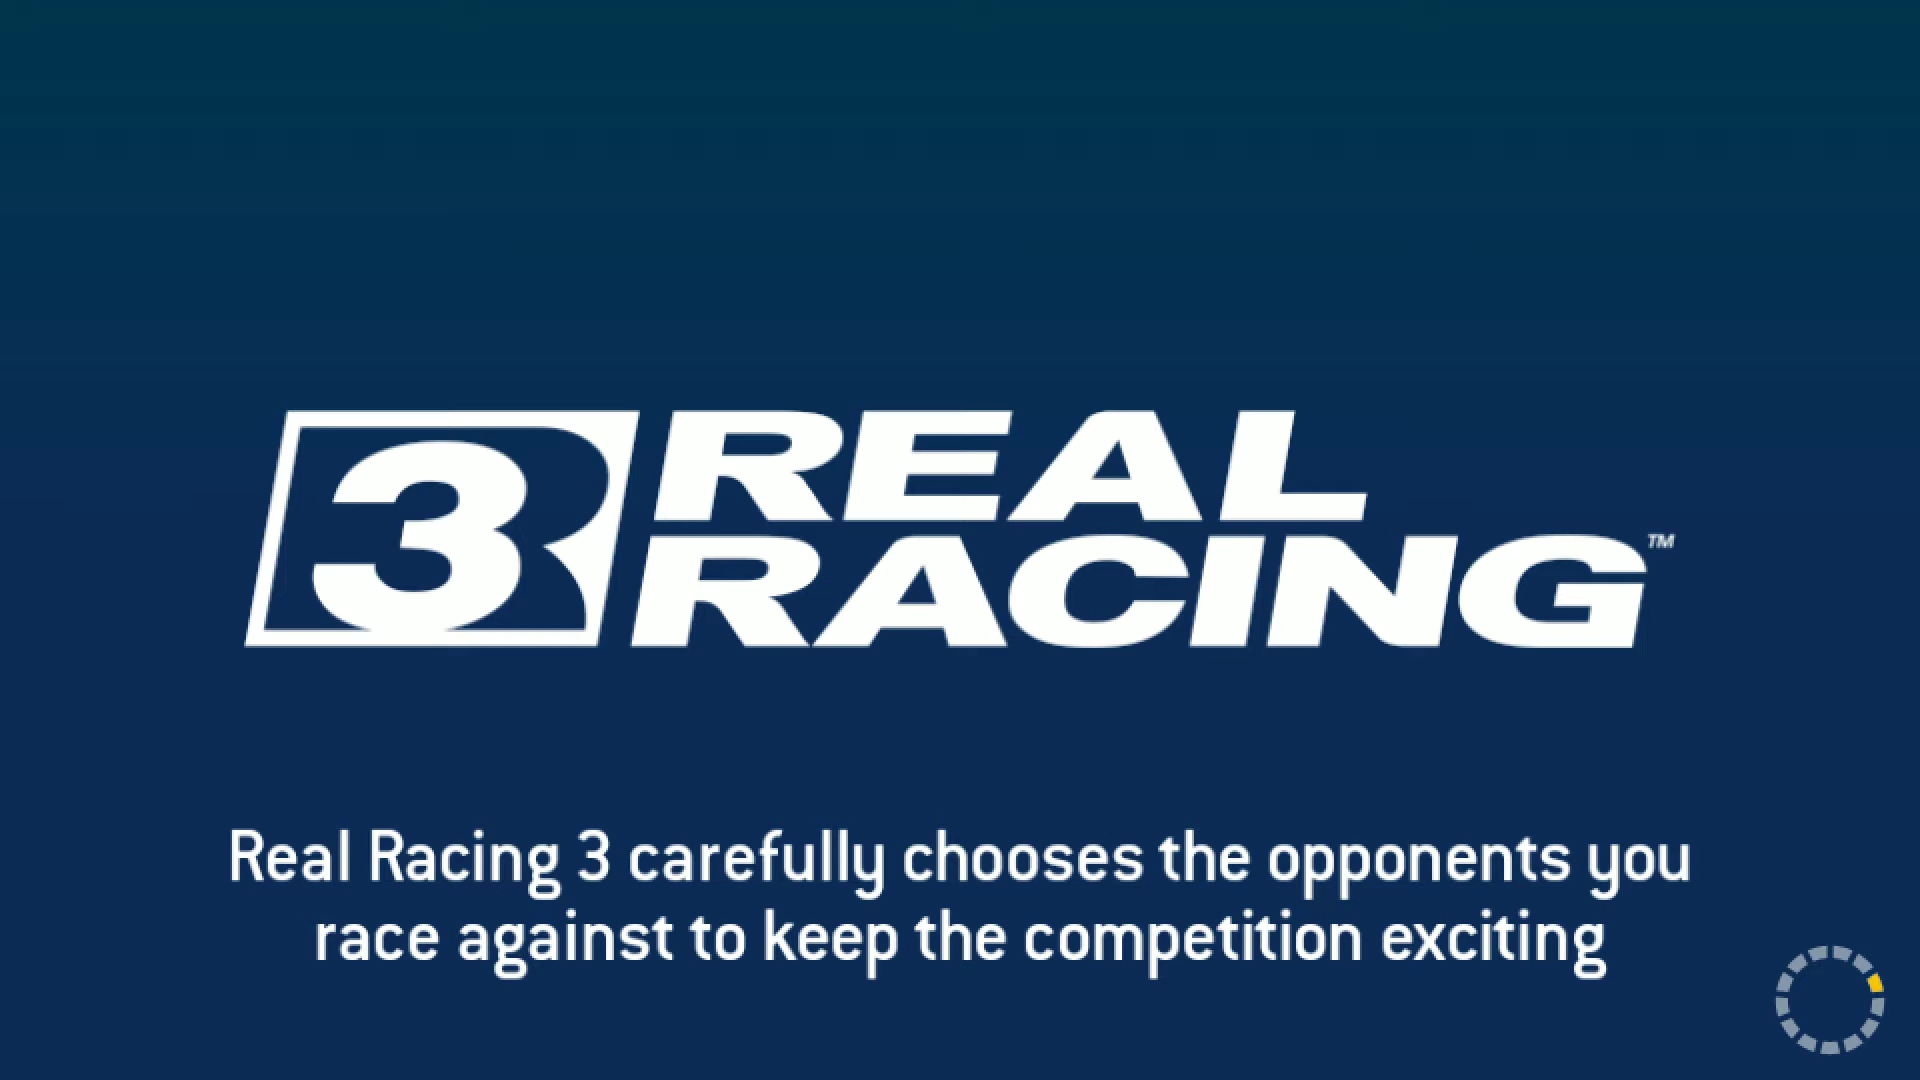 3 REAL
RACING™
Real Racing 3 carefully chooses the opponents you
race against to keep the competition exciting